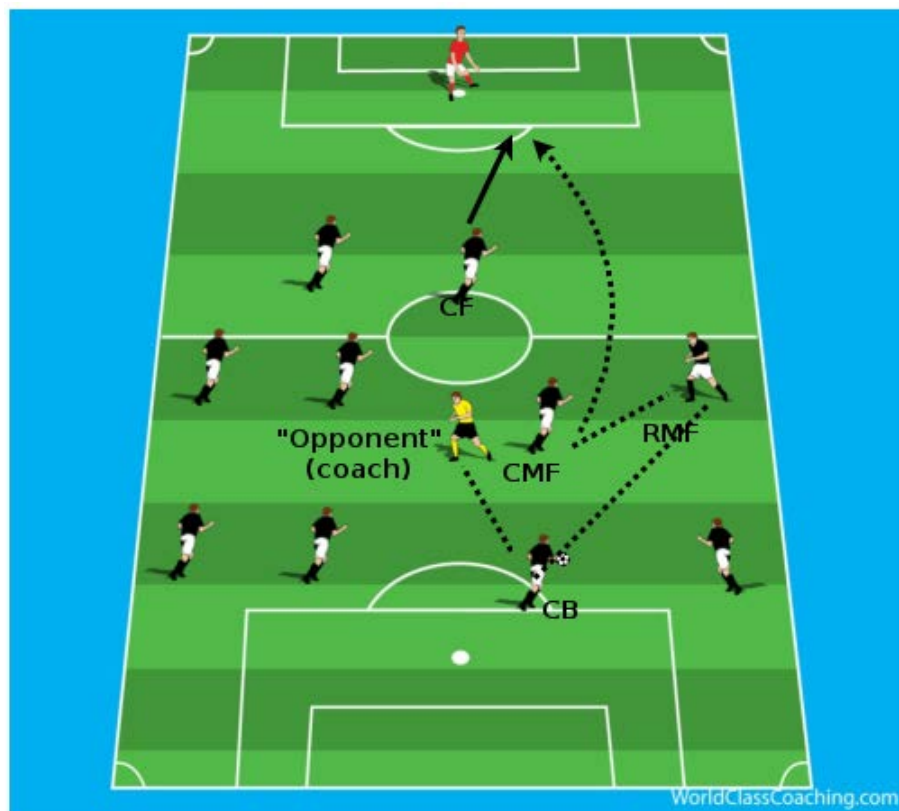 CF
"Opponent"
(coach)
CMF
RMF
CB
WorldClassCoaching.com